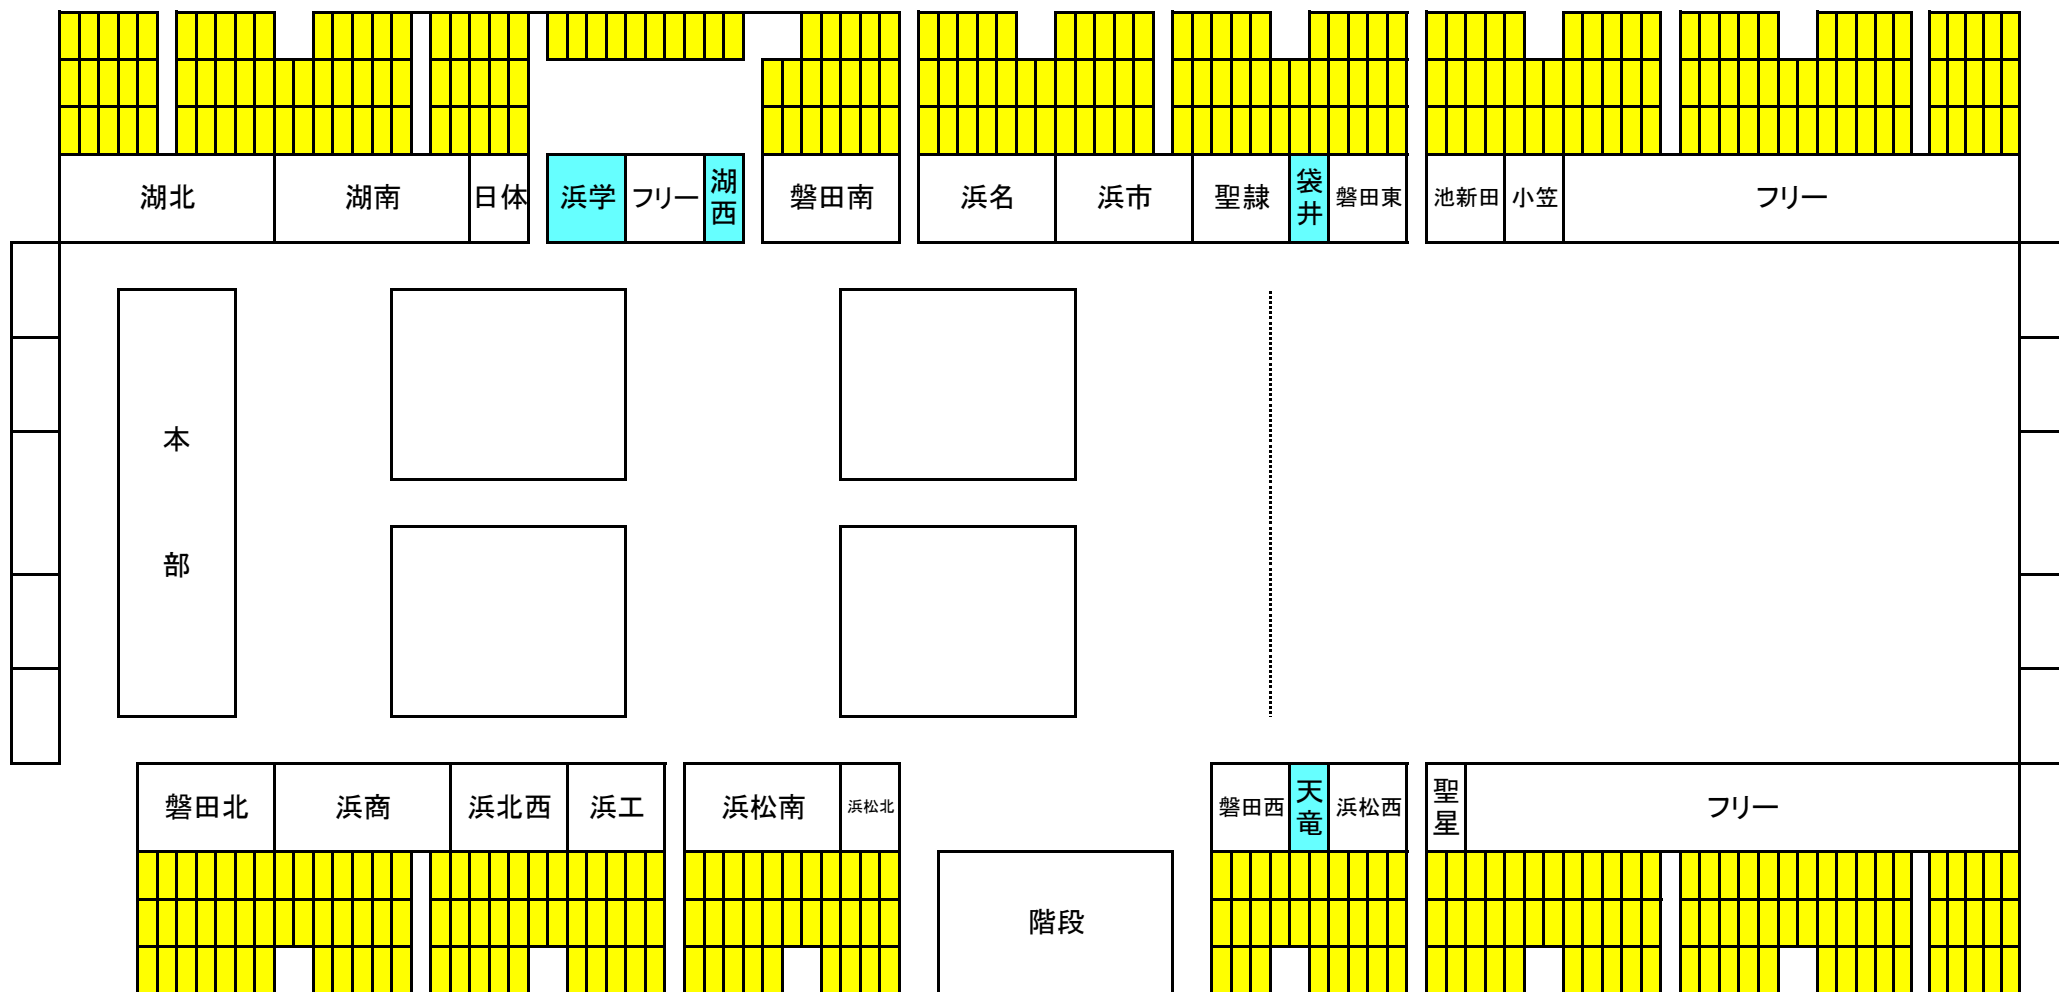 湖北
湖南
日体
浜学
フリー
湖西
磐田南
浜名
浜市
聖隷
袋井
磐田東
池新田
小笠
フリー
本部
磐田北
浜商
浜北西
浜工
浜松南
浜松北
磐田西
天竜
浜松西
聖星
フリー
階段